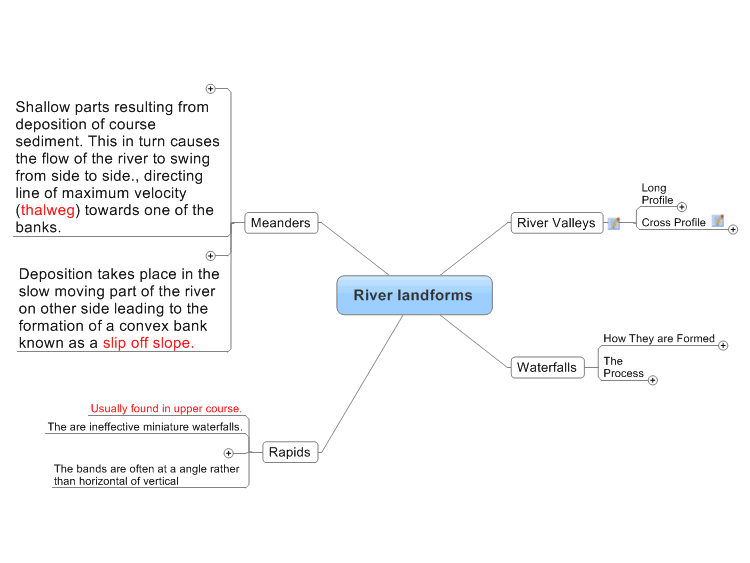 Shallow parts resulting from
deposition of course
sediment. This in turn causes
the flow of the river to swing
from side to side., directing
line of maximum velocity
(thalweg) towards one of the
banks.
Deposition takes place in the
slow moving part of the river
on other side leading to the
formation of a convex bank
known as a slip off slope.
Meanders
Usually found in upper course.
The are ineffective miniature waterfalls.
The bands are often at a angle rather
than horizontal of vertical
Rapids
River landforms
River Valleys
Long
Profile
Cross Profile
Waterfalls
How They are Formed
The
Process